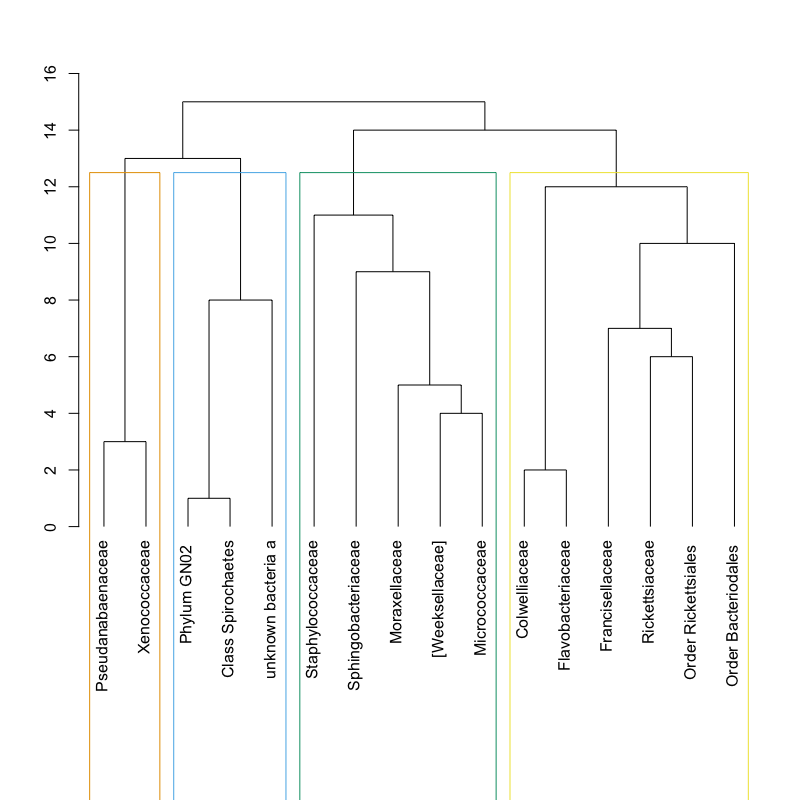 16
14
12
10
8
6
4
2
0
Pseudanabaenaceae
Xenococcaceae
Phylum GN02
Class Spirochaetes
unknown bacteria a
Staphylococcaceae
Sphingobacteriaceae
Moraxellaceae
[Weeksellaceae]
Micrococcaceae
Colwelliaceae
Flavobacteriaceae
Francisellaceae
Rickettsiaceae
Order Rickettsiales
Order Bacteriodales